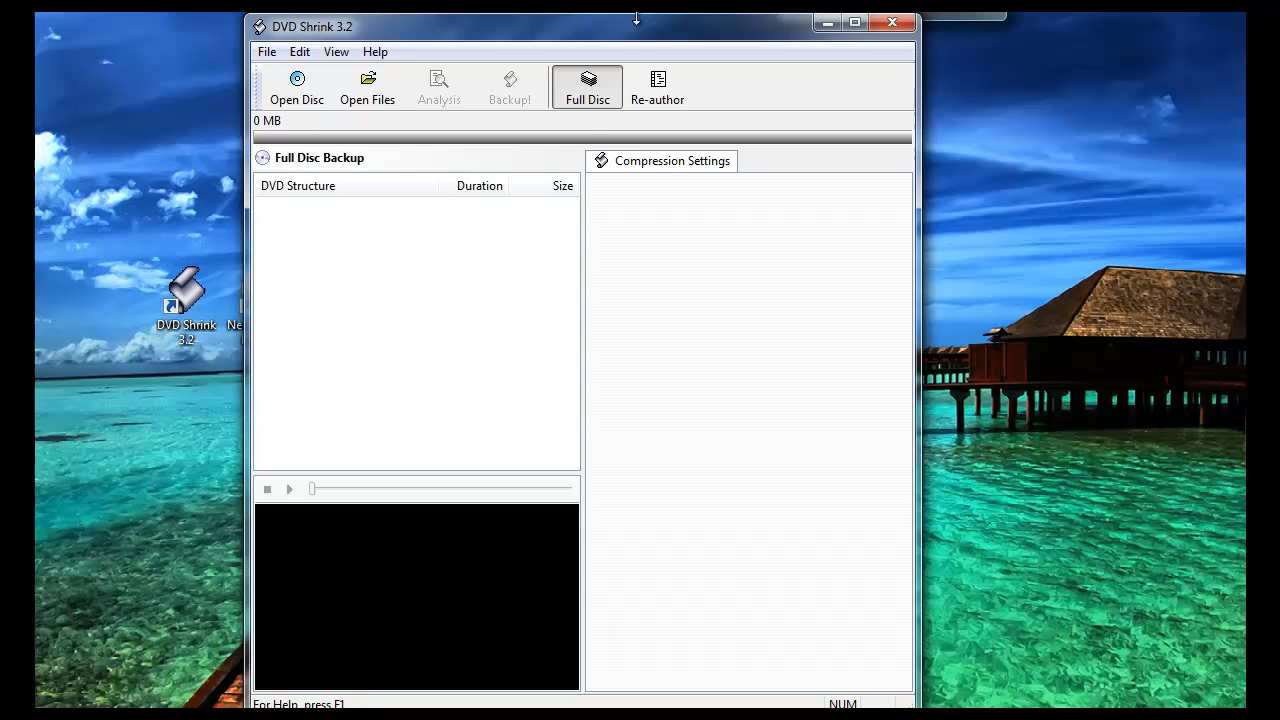 DVD Shrink 3.2
File Edit View Help
Open Disc Open Files Analysis Backup! Full Disc Re-author
0 MB
Full Disc Backup
Compression Settings
DVD Structure Duration Size
DVD Shrink
3.2
Ne
For Help, press F1
NUM